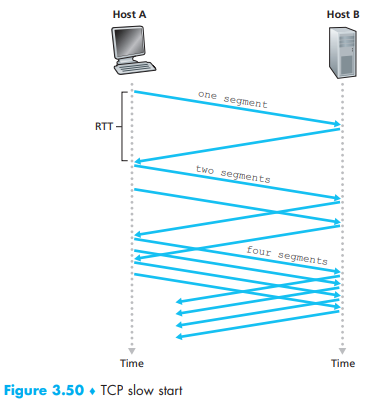 Host A
Host B
one segment
RTT
two segments
four segments
Time
Time
Figure 3.50 ♦ TCP slow start